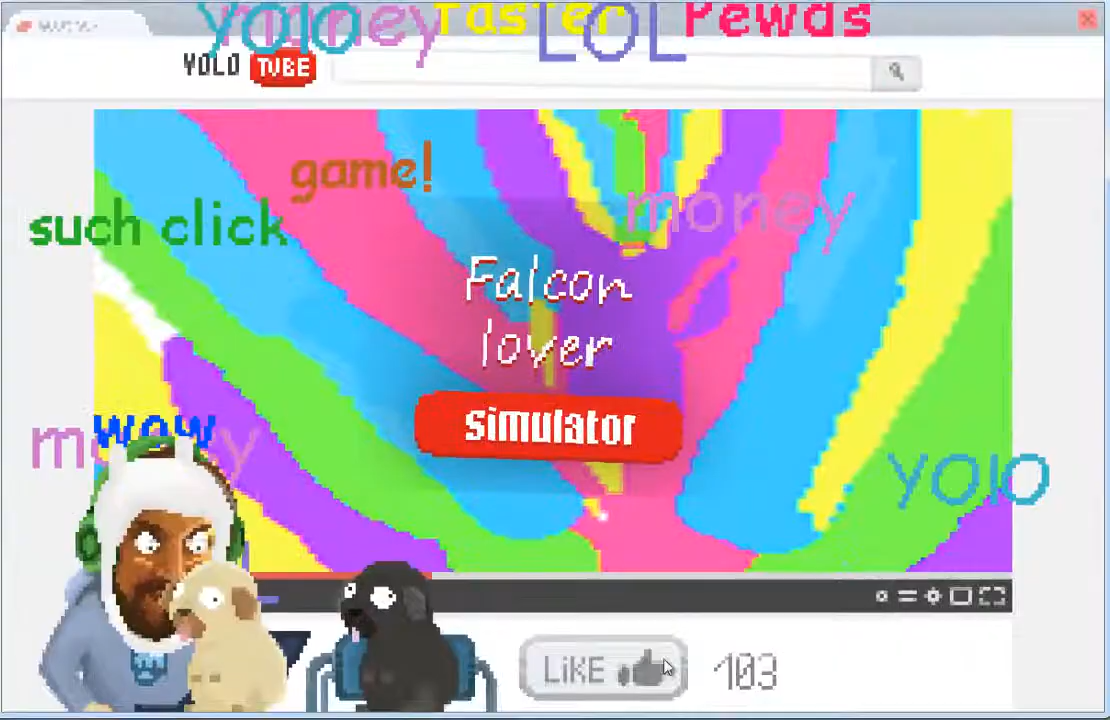 money
YOlO
faster
LOL
Pewds
YOLO TUBE
game!
such click
money
Falcon
lover
simulator
wow
YOlO
LiKE 103